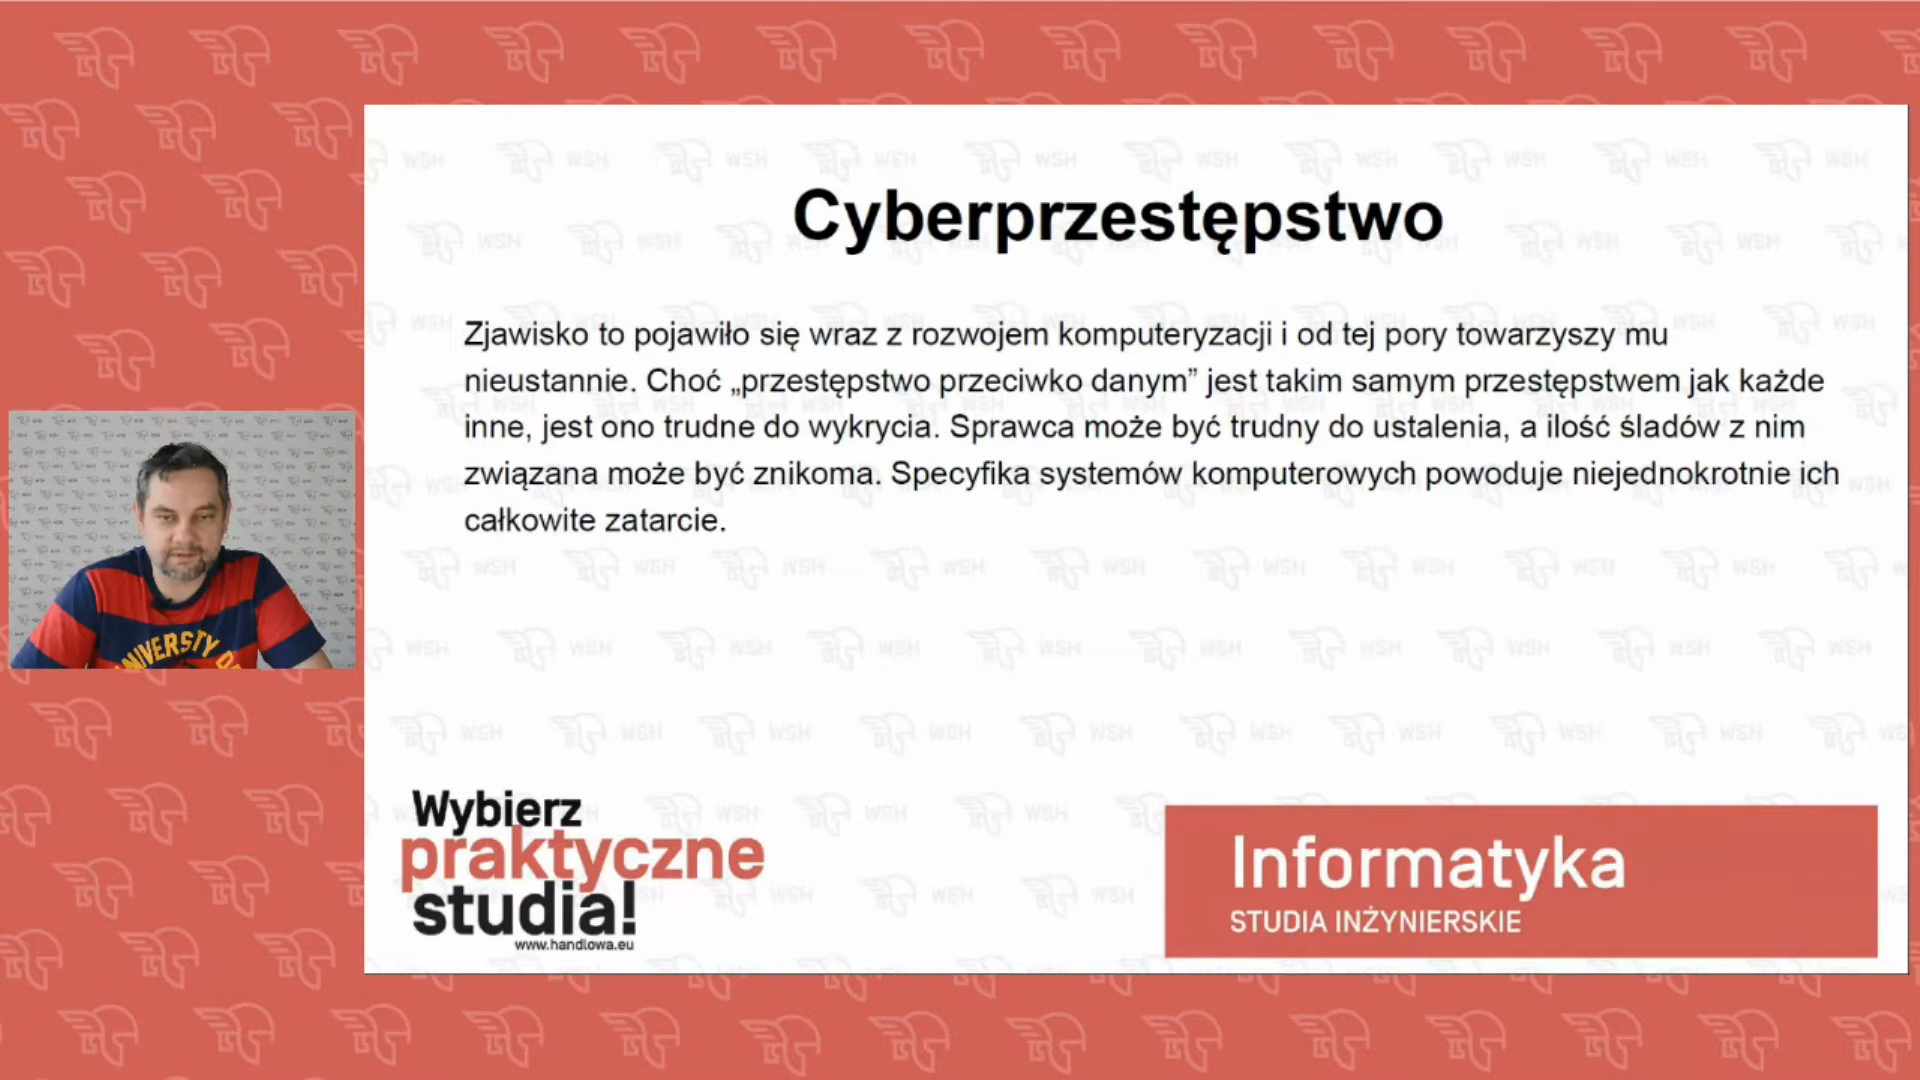 Cyberprzestępstwo
Zjawisko to pojawiło się wraz z rozwojem komputeryzacji i od tej pory towarzyszy mu
nieustannie. Choć „przestępstwo przeciwko danym” jest takim samym przestępstwem jak każde
inne, jest ono trudne do wykrycia. Sprawca może być trudny do ustalenia, a ilość śladów z nim
związana może być znikoma. Specyfika systemów komputerowych powoduje niejednokrotnie ich
całkowite zatarcie.
NIVERSTY O
Wybierz
praktyczne
studia!
www.handlowa.eu
Informatyka
STUDIA INŻYNIERSKIE
WSH